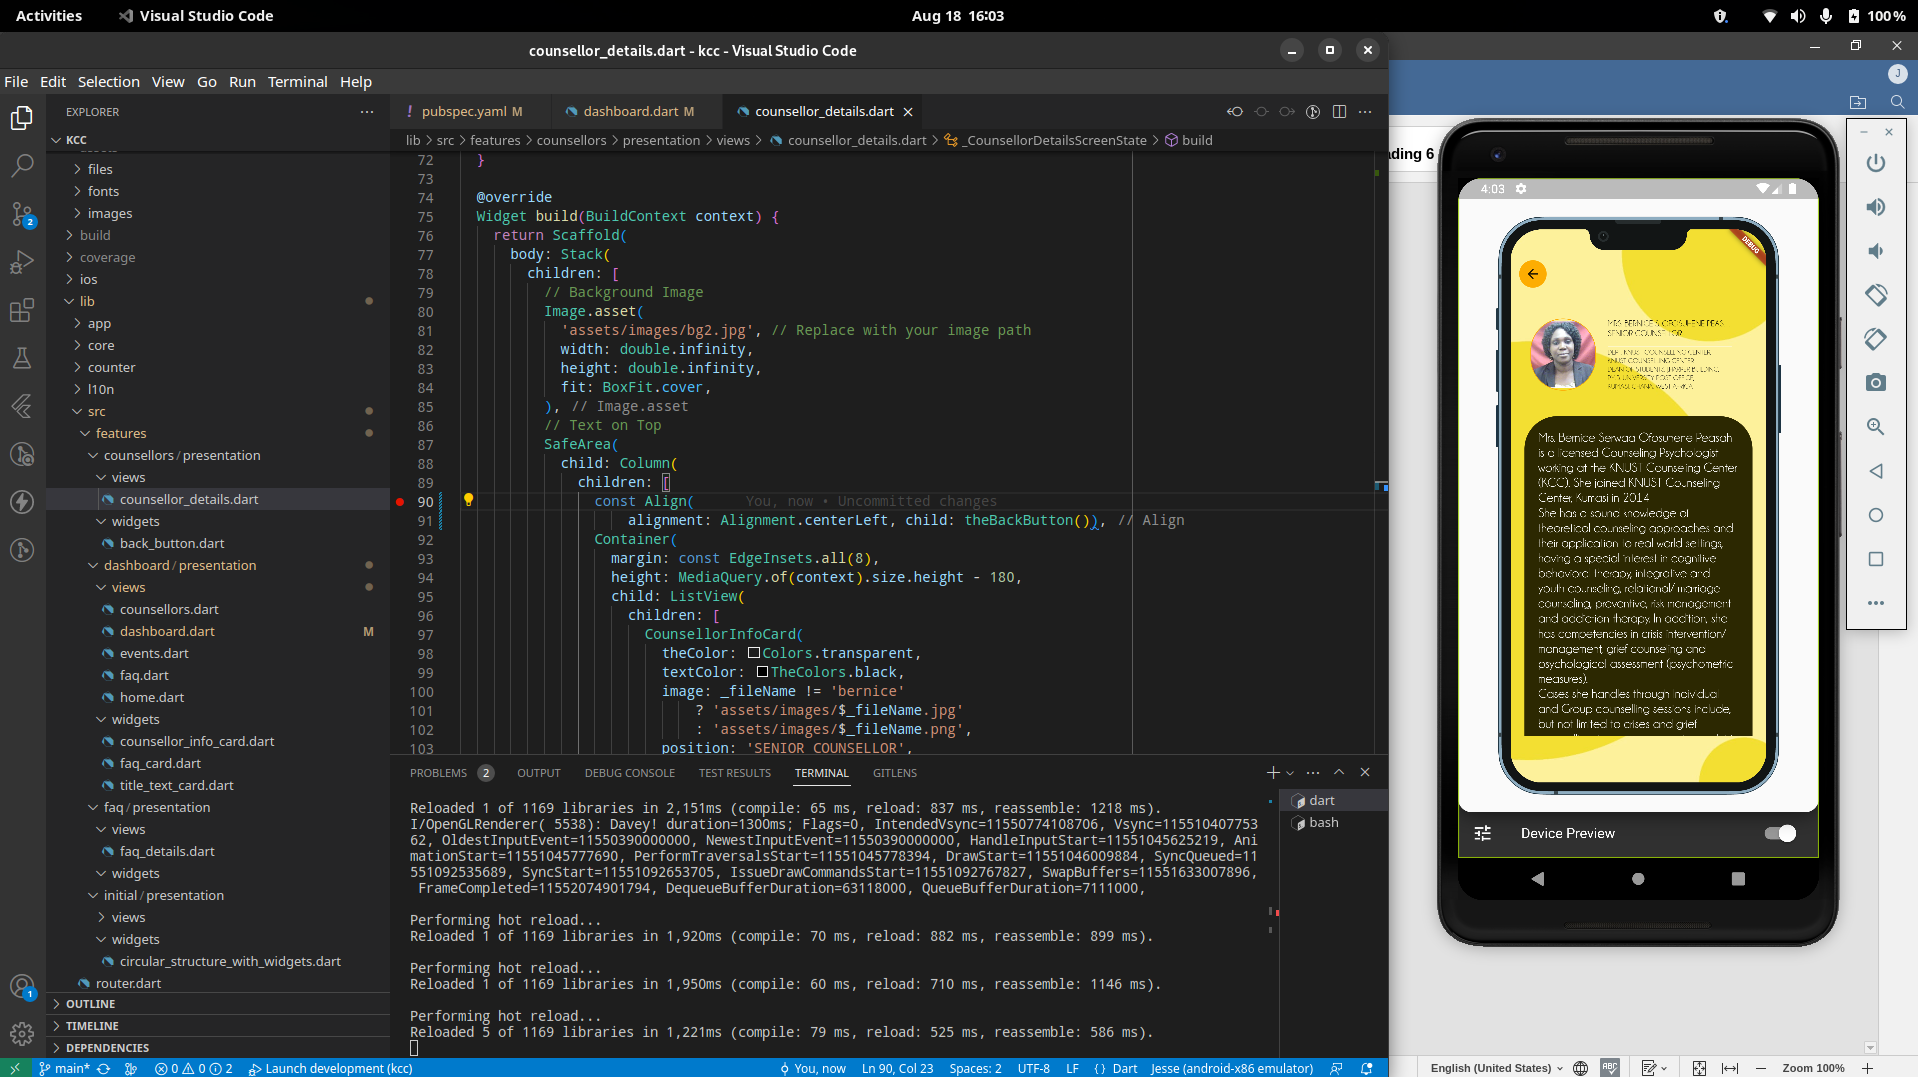 Activities
Visual Studio Code
Aug 18 16:03
100 %
counsellor_details.dart - kcc - Visual Studio Code
File Edit Selection View Go Run Terminal Help
EXPLORER
KCC
files
fonts
images
build
coverage
ios
lib
app
core
counter
l10n
src
features
counsellors / presentation
views
counsellor_details.dart
widgets
back_button.dart
dashboard / presentation
views
counsellors.dart
dashboard.dart M
events.dart
faq.dart
home.dart
widgets
counsellor_info_card.dart
faq_card.dart
title_text_card.dart
faq / presentation
views
faq_details.dart
widgets
initial / presentation
views
widgets
circular_structure_with_widgets.dart
router.dart
OUTLINE
TIMELINE
DEPENDENCIES
2
1
! pubspec.yaml M
dashboard.dart M
counsellor_details.dart
lib > src > features > counsellors > presentation > views > counsellor_details.dart > _CounsellorDetailsScreenState > build
72 }
73
74 @override
75 Widget build(BuildContext context) {
76 return Scaffold(
77 body: Stack(
78 children: [
79 // Background Image
80 Image.asset(
81 'assets/images/bg2.jpg', // Replace with your image path
82 width: double.infinity,
83 height: double.infinity,
84 fit: BoxFit.cover,
85 ), // Image.asset
86 // Text on Top
87 SafeArea(
88 child: Column(
89 children: [
90 const Align( You, now • Uncommitted changes
91 alignment: Alignment.centerLeft, child: theBackButton()), // Align
92 Container(
93 margin: const EdgeInsets.all(8),
94 height: MediaQuery.of(context).size.height - 180,
95 child: ListView(
96 children: [
97 CounsellorInfoCard(
98 theColor: Colors.transparent,
99 textColor: TheColors.black,
100 image: _fileName != 'bernice'
101 ? 'assets/images/$_fileName.jpg'
102 : 'assets/images/$_fileName.png',
103 position: 'SENIOR COUNSELLOR',
PROBLEMS 2 OUTPUT DEBUG CONSOLE TEST RESULTS TERMINAL GITLENS
dart
bash
Reloaded 1 of 1169 libraries in 2,151ms (compile: 65 ms, reload: 837 ms, reassemble: 1218 ms).
I/OpenGLRenderer( 5538): Davey! duration=1300ms; Flags=0, IntendedVsync=11550774108706, Vsync=115510407753
62, OldestInputEvent=11550390000000, NewestInputEvent=11550390000000, HandleInputStart=11551045625219, Ani
mationStart=11551045777690, PerformTraversalsStart=11551045778394, DrawStart=11551046009884, SyncQueued=11
551092535689, SyncStart=11551092653705, IssueDrawCommandsStart=11551092767827, SwapBuffers=11551633007896,
FrameCompleted=11552074901794, DequeueBufferDuration=63118000, QueueBufferDuration=7111000,
Performing hot reload...
Reloaded 1 of 1169 libraries in 1,920ms (compile: 70 ms, reload: 882 ms, reassemble: 899 ms).
Performing hot reload...
Reloaded 1 of 1169 libraries in 1,950ms (compile: 60 ms, reload: 710 ms, reassemble: 1146 ms).
Performing hot reload...
Reloaded 5 of 1169 libraries in 1,221ms (compile: 79 ms, reload: 525 ms, reassemble: 586 ms).
main* 0 0 2 Launch development (kcc) You, now Ln 90, Col 23 Spaces: 2 UTF-8 LF {} Dart Jesse (android-x86 emulator)
J
ading 6
4:03
DEBUG
SENIOR COUNSELLOR
Mrs. Bernice Serwaa Ofosuhene Peasah
is a licensed Counseling Psychologist
working at the KNUST Counseling Center
(KCC). She joined KNUST Counseling
Center, Kumasi in 2014.
She has a sound knowledge of
theoretical counseling approaches and
their application to real world settings,
having a special interest in cognitive
behavioral therapy, integrative and
youth counseling, relational/ marriage
counseling, preventive, risk management
and addiction therapy. In addition, she
has competencies in crisis intervention/
management, grief counseling and
psychological assessment (psychometric
measures).
Cases she handles through Individual
and Group counselling sessions include,
but not limited to crises and grief
Device Preview
English (United States)
ABC
Zoom 100%